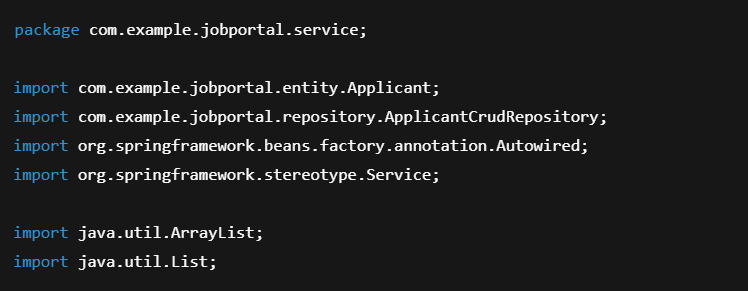 package com.example.jobportal.service;
import com.example.jobportal.entity.Applicant;
import com.example.jobportal.repository.ApplicantCrudRepository;
import org.springframework.beans.factory.annotation.Autowired;
import org.springframework.stereotype.Service;
import java.util.ArrayList;
import java.util.List;